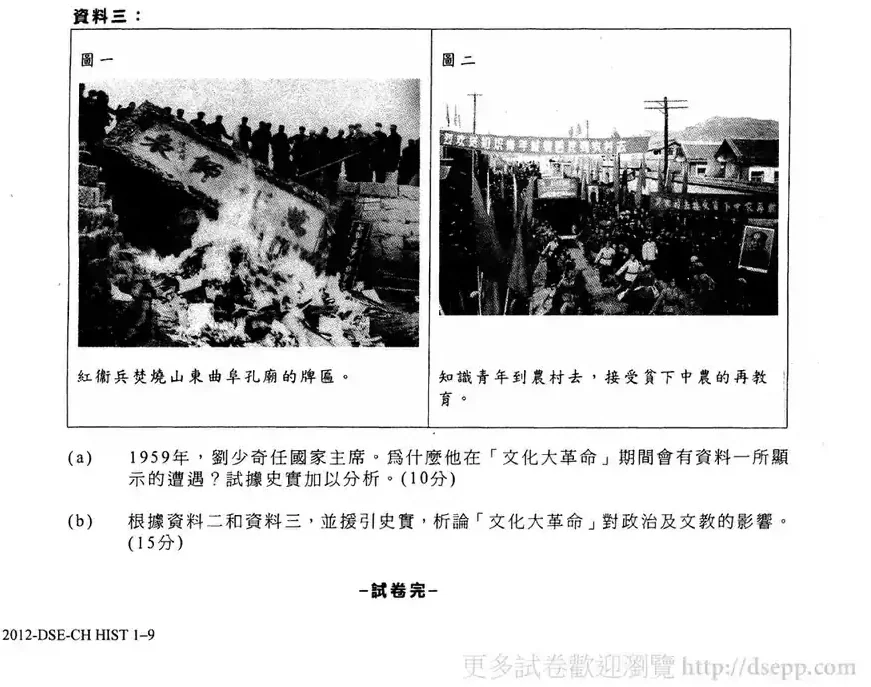 資料三：
圖一
圖二
表 師
紅衞兵焚燒山東曲阜孔廟的牌匾。
知識青年到農村去，接受貧下中農的再教
育。
(a) 1959年，劉少奇任國家主席。爲什麼他在「文化大革命」期間會有資料一所顯
示的遭遇？試據史實加以分析。(10分)
(b) 根據資料二和資料三，並援引史實，析論「文化大革命」對政治及文教的影響。
(15分)
–試卷完–
2012-DSE-CH HIST 1–9
更多試卷歡迎瀏覽 http://dsepp.com